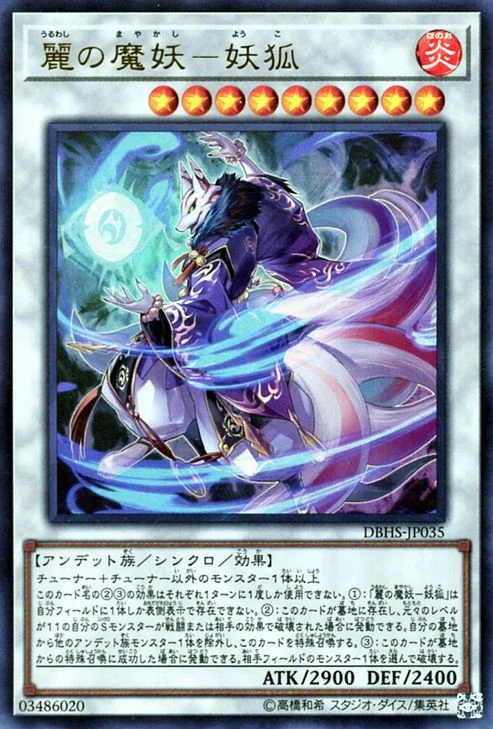 麗の魔妖－妖狐
炎
DBHS-JP035
【アンデット族／シンクロ／効果】
チューナー＋チューナー以外のモンスター1体以上
このカード名の②③の効果はそれぞれ1ターンに1度しか使用できない。①：「麗の魔妖－妖狐」は
自分フィールドに1体しか表側表示で存在できない。②：このカードが墓地に存在し、元々のレベル
が11の自分のSモンスターが戦闘または相手の効果で破壊された場合に発動できる。自分の墓地
から他のアンデット族モンスター1体を除外し、このカードを特殊召喚する。③：このカードが墓地
からの特殊召喚に成功した場合に発動できる。相手フィールドのモンスター1体を選んで破壊する。
ATK/2900 DEF/2400
03486020
©高橋和希 スタジオ・ダイス/集英社